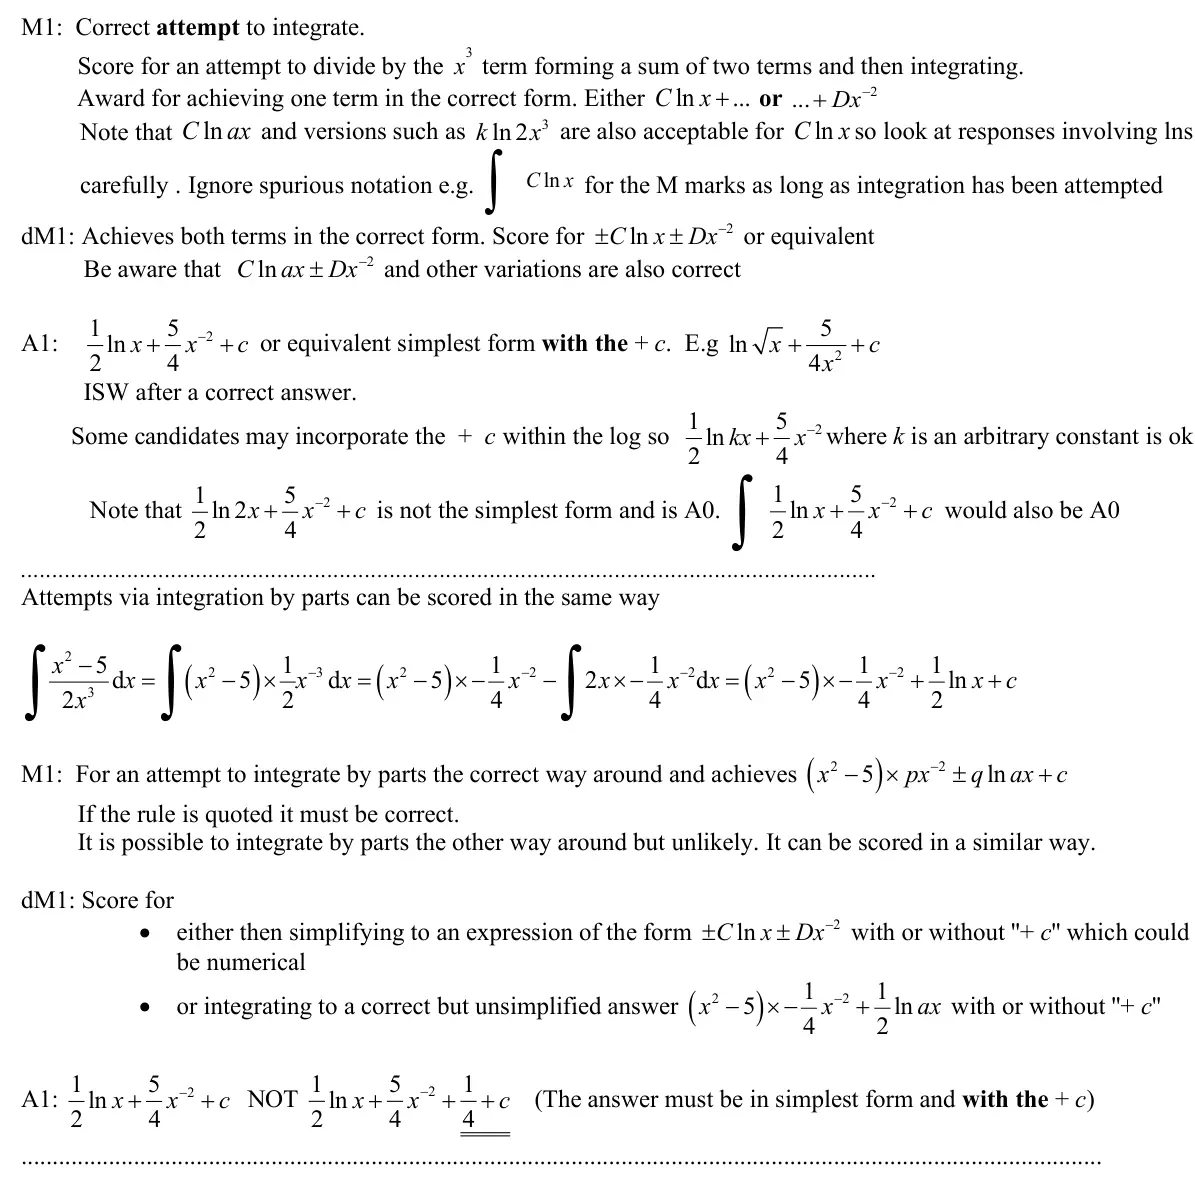 M1: Correct attempt to integrate.
Score for an attempt to divide by the x³ term forming a sum of two terms and then integrating.
Award for achieving one term in the correct form. Either C ln x + ... or ... + Dx⁻²
Note that C ln ax and versions such as k ln 2x³ are also acceptable for C ln x so look at responses involving lns
carefully . Ignore spurious notation e.g. ∫ C ln x for the M marks as long as integration has been attempted
dM1: Achieves both terms in the correct form. Score for ±C ln x ± Dx⁻² or equivalent
Be aware that C ln ax ± Dx⁻² and other variations are also correct
A1: 1/2 ln x + 5/4 x⁻² + c or equivalent simplest form with the + c. E.g ln √x + 5/(4x²) + c
ISW after a correct answer.
Some candidates may incorporate the + c within the log so 1/2 ln kx + 5/4 x⁻² where k is an arbitrary constant is ok
Note that 1/2 ln 2x + 5/4 x⁻² + c is not the simplest form and is A0. ∫ 1/2 ln x + 5/4 x⁻² + c would also be A0
Attempts via integration by parts can be scored in the same way
∫ (x² − 5)/(2x³) dx = ∫ (x² − 5) × 1/2 x⁻³ dx = (x² − 5) × − 1/4 x⁻² − ∫ 2x × − 1/4 x⁻² dx = (x² − 5) × − 1/4 x⁻² + 1/2 ln x + c
M1: For an attempt to integrate by parts the correct way around and achieves (x² − 5) × px⁻² ± q ln ax + c
If the rule is quoted it must be correct.
It is possible to integrate by parts the other way around but unlikely. It can be scored in a similar way.
dM1: Score for
• either then simplifying to an expression of the form ±C ln x ± Dx⁻² with or without "+ c" which could
be numerical
• or integrating to a correct but unsimplified answer (x² − 5) × − 1/4 x⁻² + 1/2 ln ax with or without "+ c"
A1: 1/2 ln x + 5/4 x⁻² + c NOT 1/2 ln x + 5/4 x⁻² + 1/4 + c (The answer must be in simplest form and with the + c)